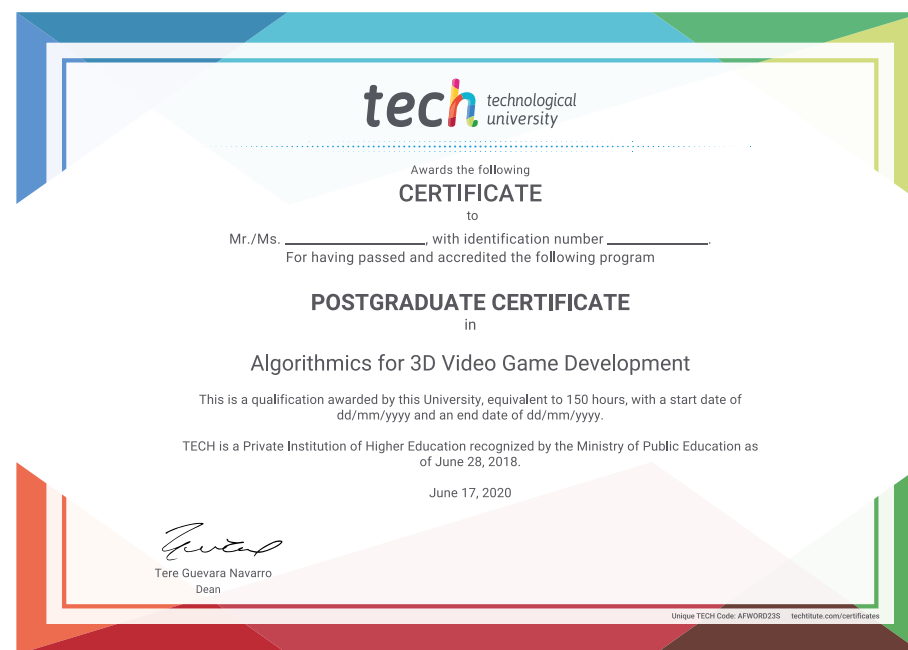 tech technological
university
Awards the following
CERTIFICATE
to
Mr./Ms. ____________________, with identification number ______________.
For having passed and accredited the following program
POSTGRADUATE CERTIFICATE
in
Algorithmics for 3D Video Game Development
This is a qualification awarded by this University, equivalent to 150 hours, with a start date of
dd/mm/yyyy and an end date of dd/mm/yyyy.
TECH is a Private Institution of Higher Education recognized by the Ministry of Public Education as
of June 28, 2018.
June 17, 2020
Tere Guevara Navarro
Dean
Unique TECH Code: AFWORD23S techtitute.com/certificates